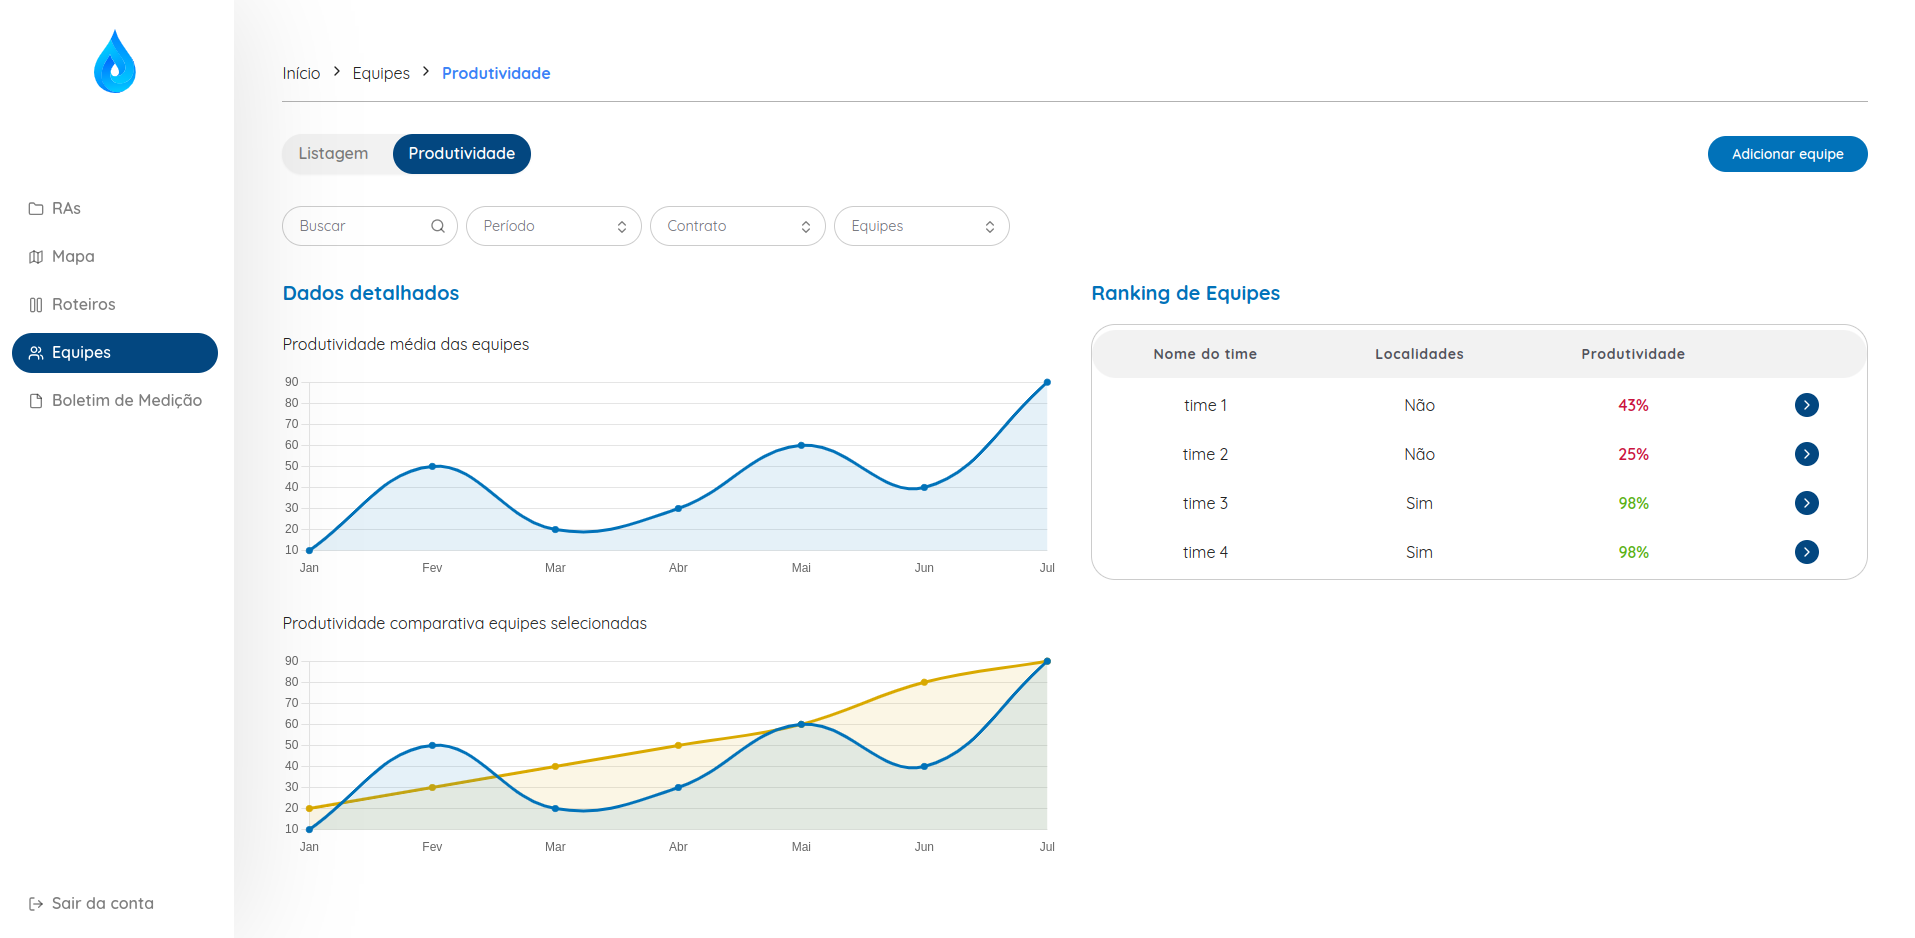 RAs
Mapa
Roteiros
Equipes
Boletim de Medição
Sair da conta
Início > Equipes > Produtividade
Listagem Produtividade
Adicionar equipe
Buscar Período Contrato Equipes
Dados detalhados
Produtividade média das equipes
90
80
70
60
50
40
30
20
10
Jan Fev Mar Abr Mai Jun Jul
Produtividade comparativa equipes selecionadas
90
80
70
60
50
40
30
20
10
Jan Fev Mar Abr Mai Jun Jul
Ranking de Equipes
Nome do time Localidades Produtividade
time 1 Não 43%
time 2 Não 25%
time 3 Sim 98%
time 4 Sim 98%